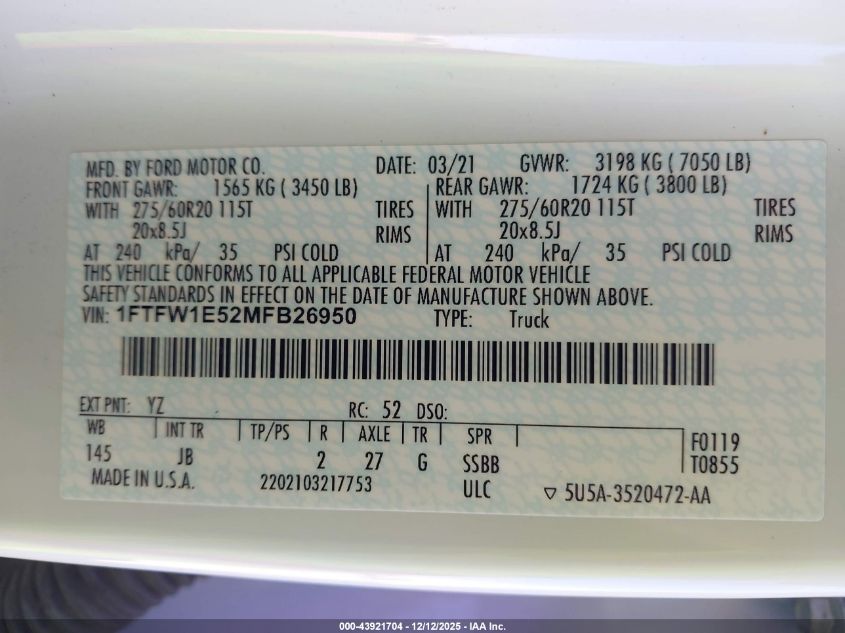 MFD. BY FORD MOTOR CO. DATE: 03/21 GVWR: 3198 KG ( 7050 LB)
FRONT GAWR: 1565 KG ( 3450 LB) REAR GAWR: 1724 KG ( 3800 LB)
WITH 275/60R20 115T TIRES WITH 275/60R20 115T TIRES
20x8.5J RIMS 20x8.5J RIMS
AT 240 kPa/ 35 PSI COLD AT 240 kPa/ 35 PSI COLD
THIS VEHICLE CONFORMS TO ALL APPLICABLE FEDERAL MOTOR VEHICLE
SAFETY STANDARDS IN EFFECT ON THE DATE OF MANUFACTURE SHOWN ABOVE.
VIN: 1FTFW1E52MFB26950 TYPE: Truck
EXT PNT: YZ RC: 52 DSO:
WB INT TR TP/PS R AXLE TR SPR F0119
145 JB 2 27 G SSBB T0855
MADE IN U.S.A. 2202103217753 ULC ▽ 5U5A-3520472-AA
000-43921704 - 12/12/2025 - IAA Inc.